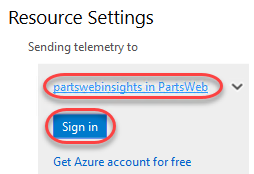 Resource Settings
Sending telemetry to
partswebinsights in PartsWeb
Sign in
Get Azure account for free